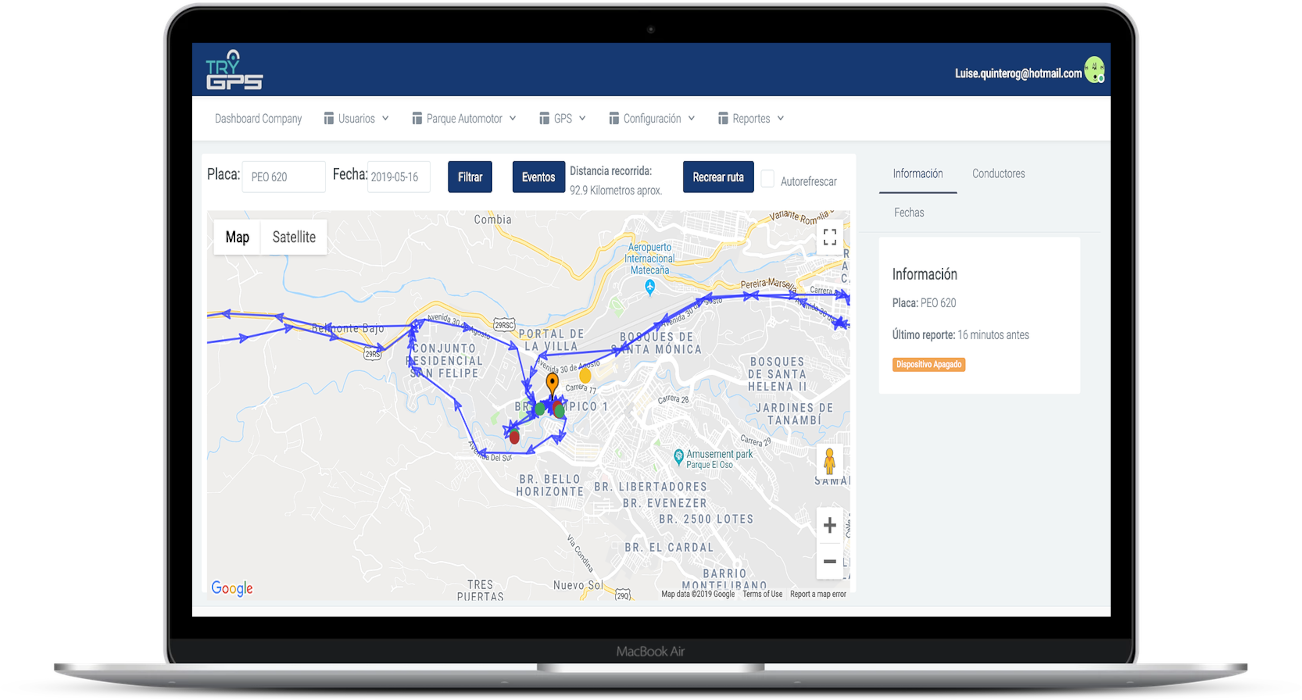 TRY
GPS
Luise.quinterog@hotmail.com
Dashboard Company
Usuarios
Parque Automotor
GPS
Configuración
Reportes
Placa:
PEO 620
Fecha:
2019-05-16
Filtrar
Eventos
Distancia recorrida:
92.9 Kilometros aprox.
Recrear ruta
Autorefrescar
Información
Conductores
Fechas
Información
Placa: PEO 620
Último reporte: 16 minutos antes
Dispositivo Apagado
Map
Satellite
Combia
Variante Romelia
Aeropuerto
Internacional
Matecaña
Pereira-Marsella
Carrera
Avenida 30 de Agosto
Belmonte Bajo
Avenida 30 de Agosto
29RSC
29RS
PORTAL DE
LA VILLA
BOSQUES DE
SANTA MÓNICA
CONJUNTO
RESIDENCIAL
SAN FELIPE
Avenida 30 de Agosto
Carrera 17
BOSQUES
DE SANTA
HELENA II
Carrera 28
JARDINES DE
TANAMBÍ
Carrera 29
Avenida Del Sur
Amusement park
Parque El Oso
BR. BELLO
HORIZONTE
BR. LIBERTADORES
BR. EVENEZER
BR. 2500 LOTES
BR. EL CARDAL
Via Condina
BARRIO
MONTELIBANO
TRES
PUERTAS
Nuevo Sol
29Q
Google
Map data ©2019 Google
Terms of Use
Report a map error
MacBook Air